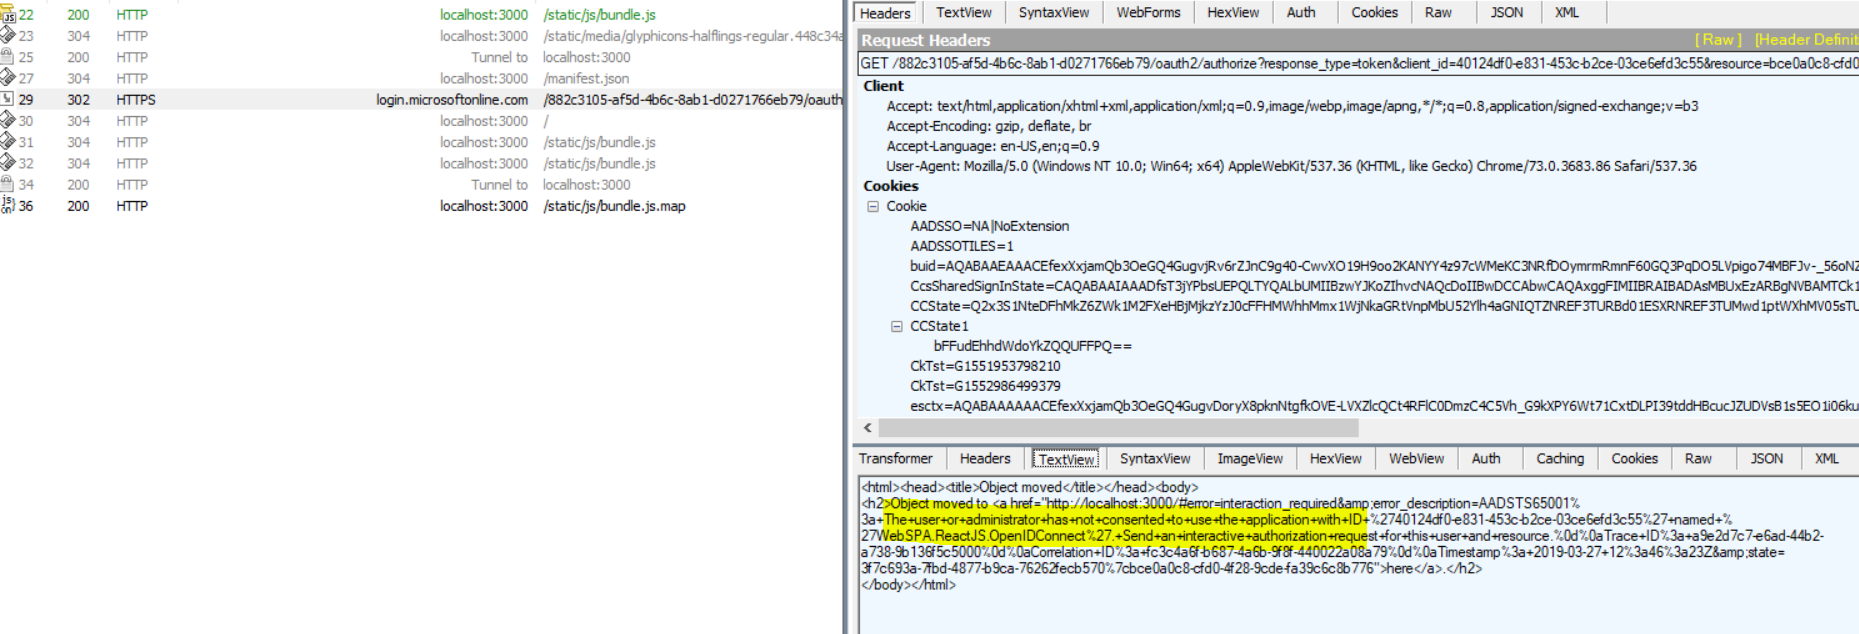 22 200 HTTP localhost:3000 /static/js/bundle.js
23 304 HTTP localhost:3000 /static/media/glyphicons-halflings-regular.448c34a
25 200 HTTP Tunnel to localhost:3000
27 304 HTTP localhost:3000 /manifest.json
29 302 HTTPS login.microsoftonline.com /882c3105-af5d-4b6c-8ab1-d0271766eb79/oauth
30 304 HTTP localhost:3000 /
31 304 HTTP localhost:3000 /static/js/bundle.js
32 304 HTTP localhost:3000 /static/js/bundle.js
34 200 HTTP Tunnel to localhost:3000
36 200 HTTP localhost:3000 /static/js/bundle.js.map
Headers TextView SyntaxView WebForms HexView Auth Cookies Raw JSON XML
Request Headers [ Raw ] [Header Definit
GET /882c3105-af5d-4b6c-8ab1-d0271766eb79/oauth2/authorize?response_type=token&client_id=40124df0-e831-453c-b2ce-03ce6efd3c55&resource=bce0a0c8-cfd0
Client
Accept: text/html,application/xhtml+xml,application/xml;q=0.9,image/webp,image/apng,*/*;q=0.8,application/signed-exchange;v=b3
Accept-Encoding: gzip, deflate, br
Accept-Language: en-US,en;q=0.9
User-Agent: Mozilla/5.0 (Windows NT 10.0; Win64; x64) AppleWebKit/537.36 (KHTML, like Gecko) Chrome/73.0.3683.86 Safari/537.36
Cookies
Cookie
AADSSO=NA|NoExtension
AADSSOTILES=1
buid=
CcsSharedSignInState=
CCState=
CCState1
bFFudEhhdWdoYkZQQUFFPQ==
CkTst=G1551953798210
CkTst=G1552986499379
esctx=
Transformer Headers TextView SyntaxView ImageView HexView WebView Auth Caching Cookies Raw JSON XML
<html><head><title>Object moved</title></head><body>
<h2>Object moved to <a href="http://localhost:3000/#error=interaction_required&amp;error_description=AADSTS65001%
3a+The+user+or+administrator+has+not+consented+to+use+the+application+with+ID+%2740124df0-e831-453c-b2ce-03ce6efd3c55%27+named+%
27WebSPA.ReactJS.OpenIDConnect%27.+Send+an+interactive+authorization+request+for+this+user+and+resource.%0d%0aTrace+ID%3a+a9e2d7c7-e6ad-44b2-
a738-9b136f5c5000%0d%0aCorrelation+ID%3a+fc3c4a6f-b687-4a6b-9f8f-440022a08a79%0d%0aTimestamp%3a+2019-03-27+12%3a46%3a23Z&amp;state=
3f7c693a-7fbd-4877-b9ca-76262fecb570%7cbce0a0c8-cfd0-4f28-9cde-fa39c6c8b776">here</a>.</h2>
</body></html>